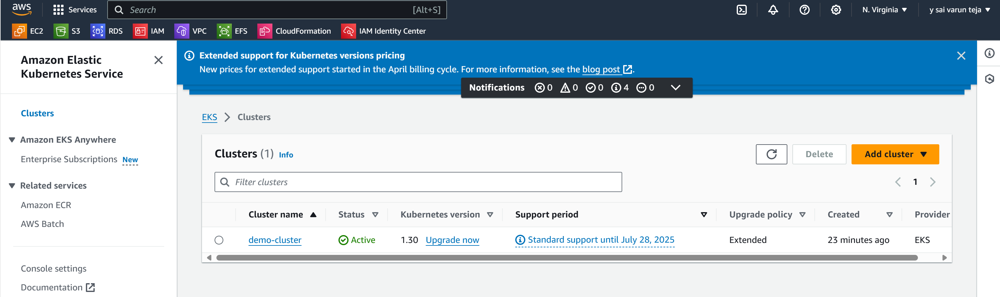 aws
Services
Search [Alt+S]
N. Virginia
y sai varun teja
EC2 S3 RDS IAM VPC EFS CloudFormation IAM Identity Center
Amazon Elastic
Kubernetes Service
Clusters
Amazon EKS Anywhere
Enterprise Subscriptions New
Related services
Amazon ECR
AWS Batch
Console settings
Documentation
Extended support for Kubernetes versions pricing
New prices for extended support started in the April billing cycle. For more information, see the blog post.
Notifications 0 0 0 4 0
EKS Clusters
Clusters (1) Info
Delete
Add cluster
Filter clusters
1
Cluster name Status Kubernetes version Support period Upgrade policy Created Provider
demo-cluster Active 1.30 Upgrade now Standard support until July 28, 2025 Extended 23 minutes ago EKS